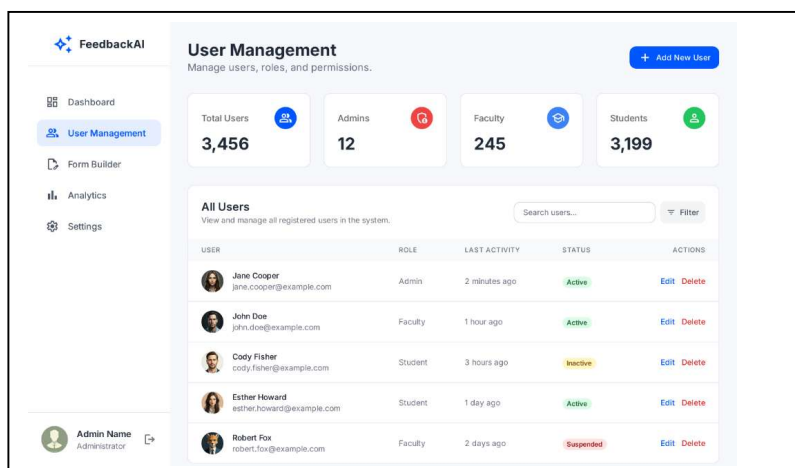 FeedbackAI
Dashboard
User Management
Form Builder
Analytics
Settings
Admin Name
Administrator
User Management
Manage users, roles, and permissions.
+ Add New User
Total Users
3,456
Admins
12
Faculty
245
Students
3,199
All Users
View and manage all registered users in the system.
Search users...
Filter
USER ROLE LAST ACTIVITY STATUS ACTIONS
Jane Cooper
jane.cooper@example.com
Admin 2 minutes ago Active Edit Delete
John Doe
john.doe@example.com
Faculty 1 hour ago Active Edit Delete
Cody Fisher
cody.fisher@example.com
Student 3 hours ago Inactive Edit Delete
Esther Howard
esther.howard@example.com
Student 1 day ago Active Edit Delete
Robert Fox
robert.fox@example.com
Faculty 2 days ago Suspended Edit Delete